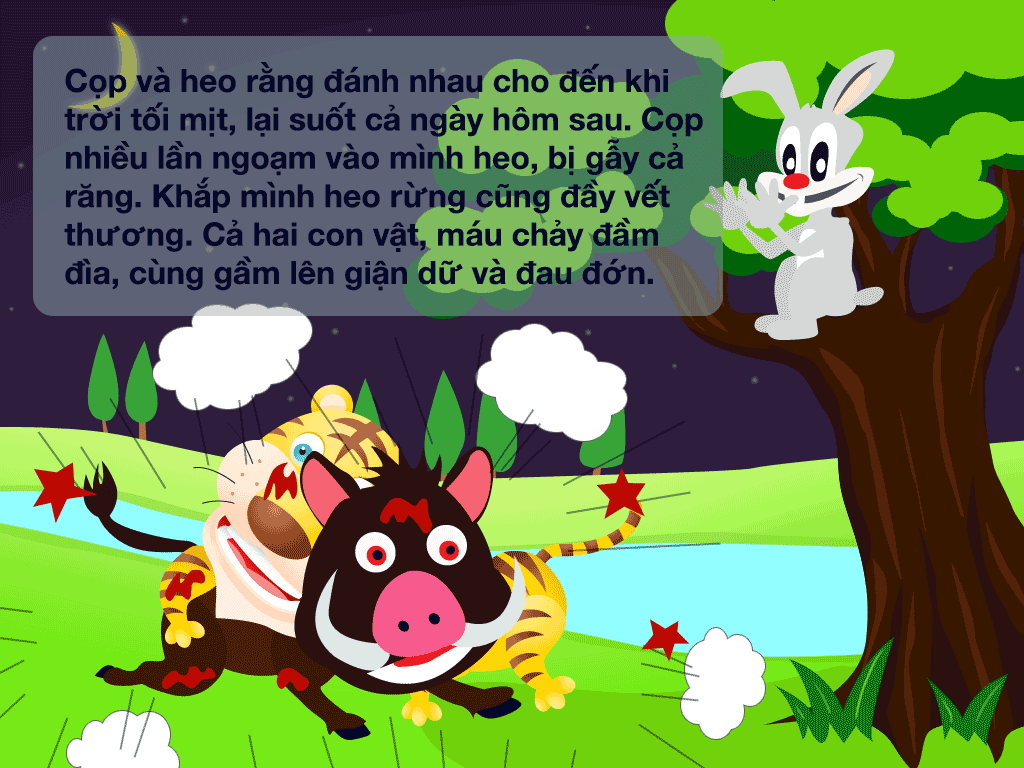 Cọp và heo rằng đánh nhau cho đến khi
trời tối mịt, lại suốt cả ngày hôm sau. Cọp
nhiều lần ngoạm vào mình heo, bị gẫy cả
răng. Khắp mình heo rừng cũng đầy vết
thương. Cả hai con vật, máu chảy đầm
đìa, cùng gầm lên giận dữ và đau đớn.